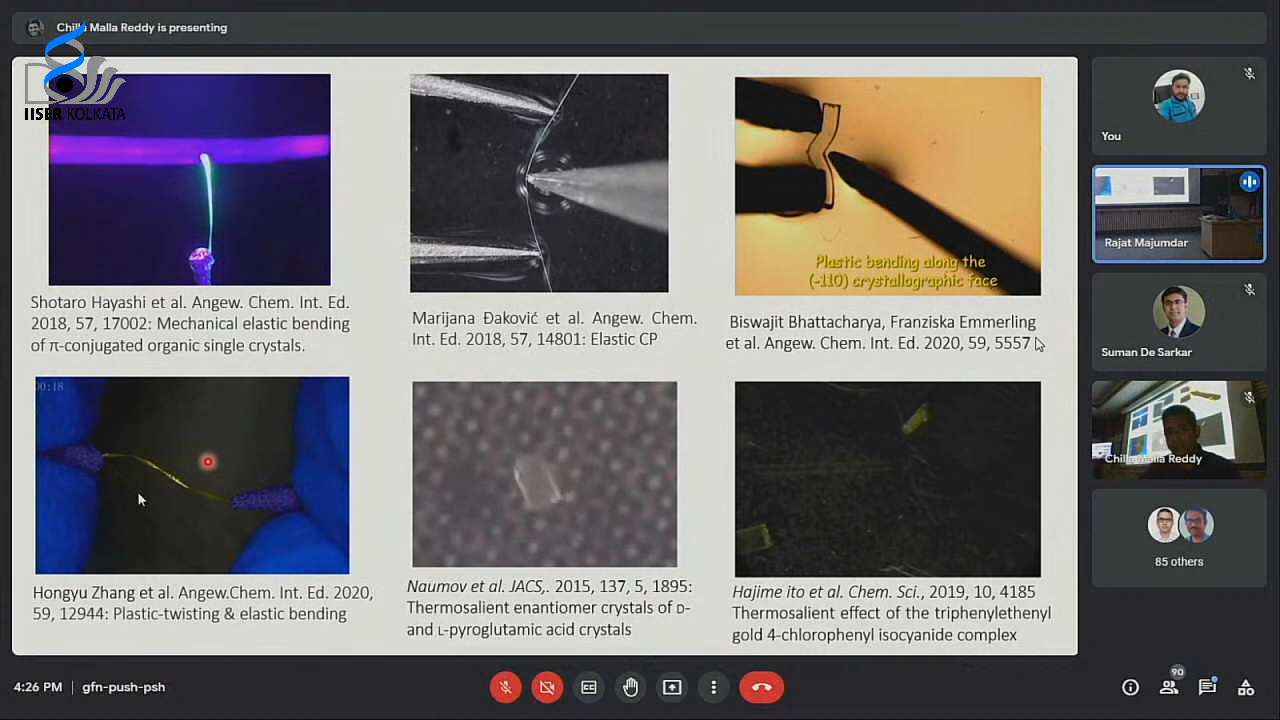 Chilla Malla Reddy is presenting
IISER KOLKATA
Shotaro Hayashi et al. Angew. Chem. Int. Ed.
2018, 57, 17002: Mechanical elastic bending
of π-conjugated organic single crystals.
Marijana Đaković et al. Angew. Chem.
Int. Ed. 2018, 57, 14801: Elastic CP
Plastic bending along the
(-110) crystallographic face
Biswajit Bhattacharya, Franziska Emmerling
et al. Angew. Chem. Int. Ed. 2020, 59, 5557
00:18
Hongyu Zhang et al. Angew.Chem. Int. Ed. 2020,
59, 12944: Plastic-twisting & elastic bending
Naumov et al. JACS,. 2015, 137, 5, 1895:
Thermosalient enantiomer crystals of D-
and L-pyroglutamic acid crystals
Hajime ito et al. Chem. Sci., 2019, 10, 4185
Thermosalient effect of the triphenylethenyl
gold 4-chlorophenyl isocyanide complex
You
Rajat Majumdar
Suman De Sarkar
Chilla Malla Reddy
85 others
4:26 PM | gfn-push-psh
90